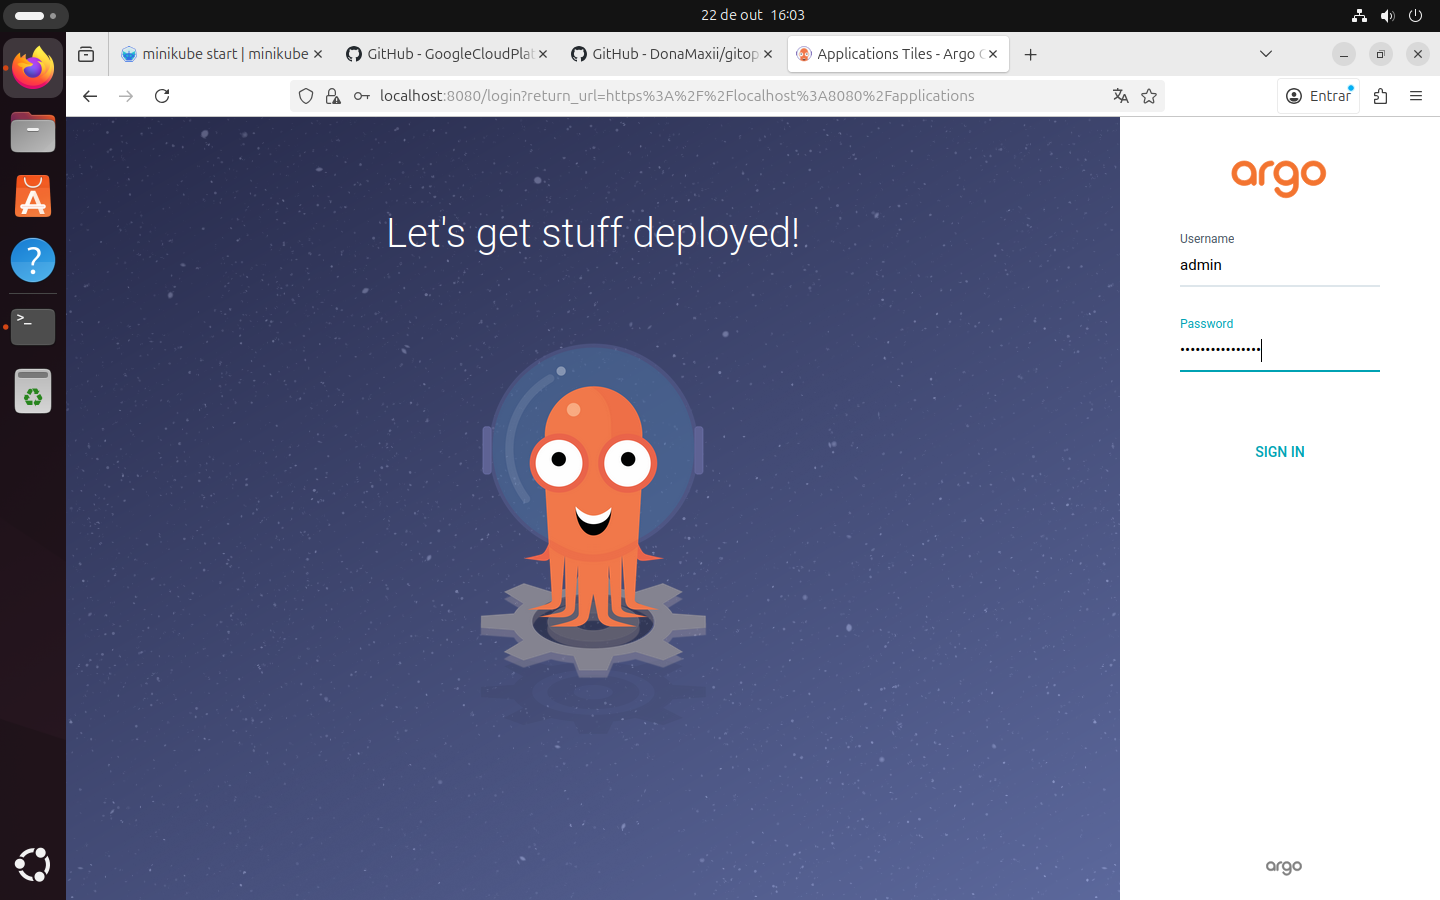 22 de out 16:03
minikube start | minikube
GitHub - GoogleCloudPlat
GitHub - DonaMaxii/gitop
Applications Tiles - Argo C
localhost:8080/login?return_url=https%3A%2F%2Flocalhost%3A8080%2Fapplications
Entrar
Let's get stuff deployed!
argo
Username
admin
Password
••••••••••••••••
SIGN IN
argo